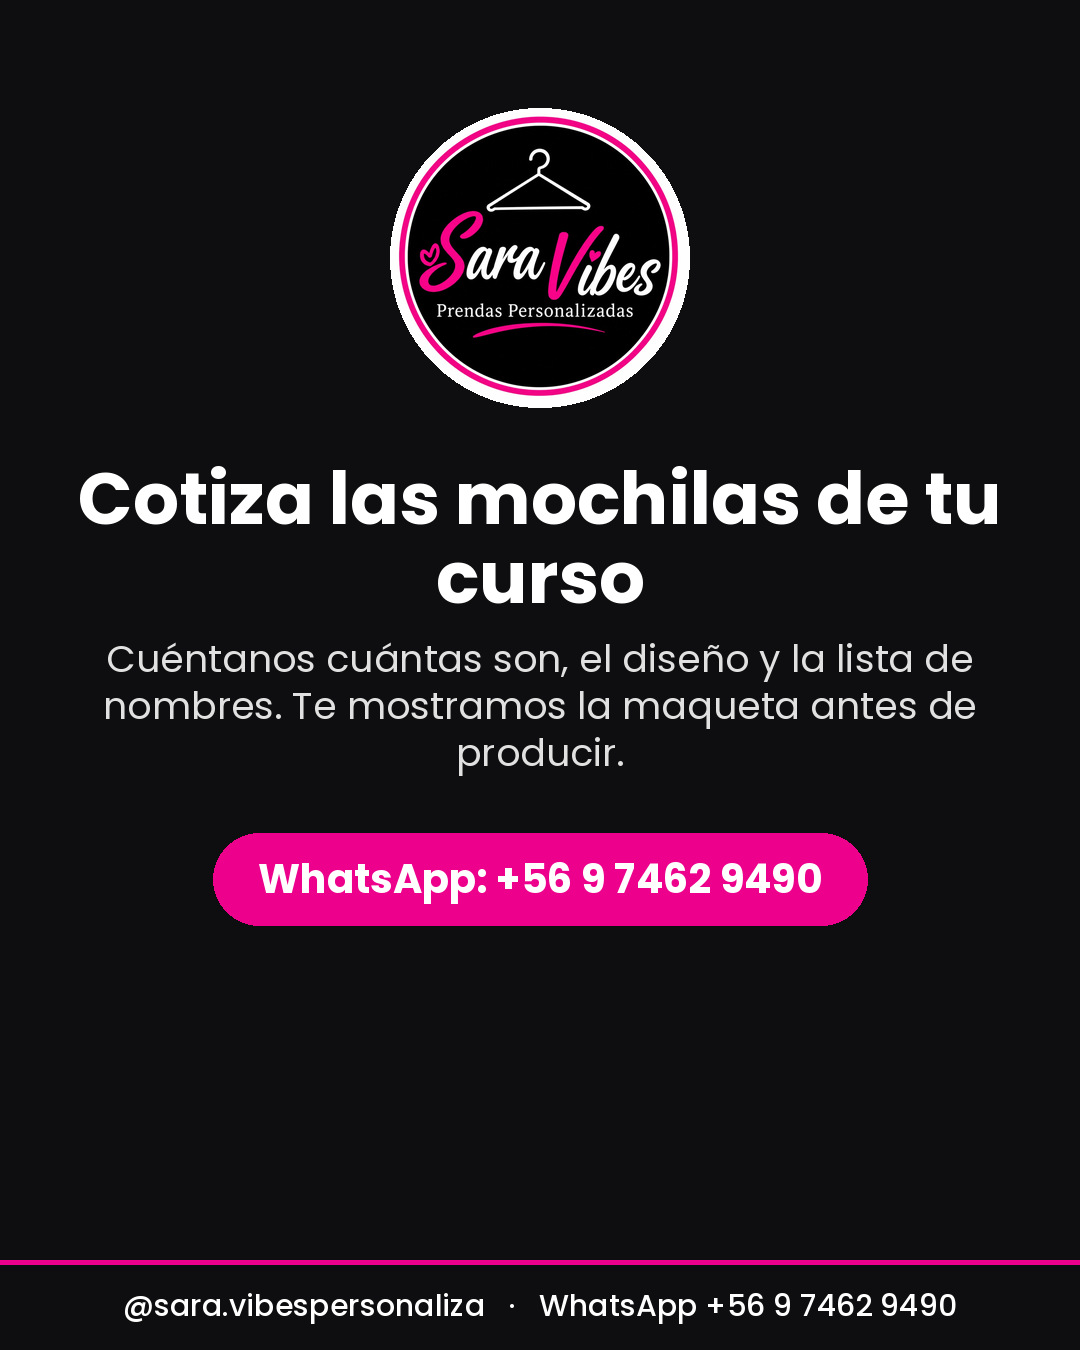 Sara Vibes
Prendas Personalizadas
Cotiza las mochilas de tu
curso
Cuéntanos cuántas son, el diseño y la lista de
nombres. Te mostramos la maqueta antes de
producir.
WhatsApp: +56 9 7462 9490
@sara.vibespersonaliza · WhatsApp +56 9 7462 9490